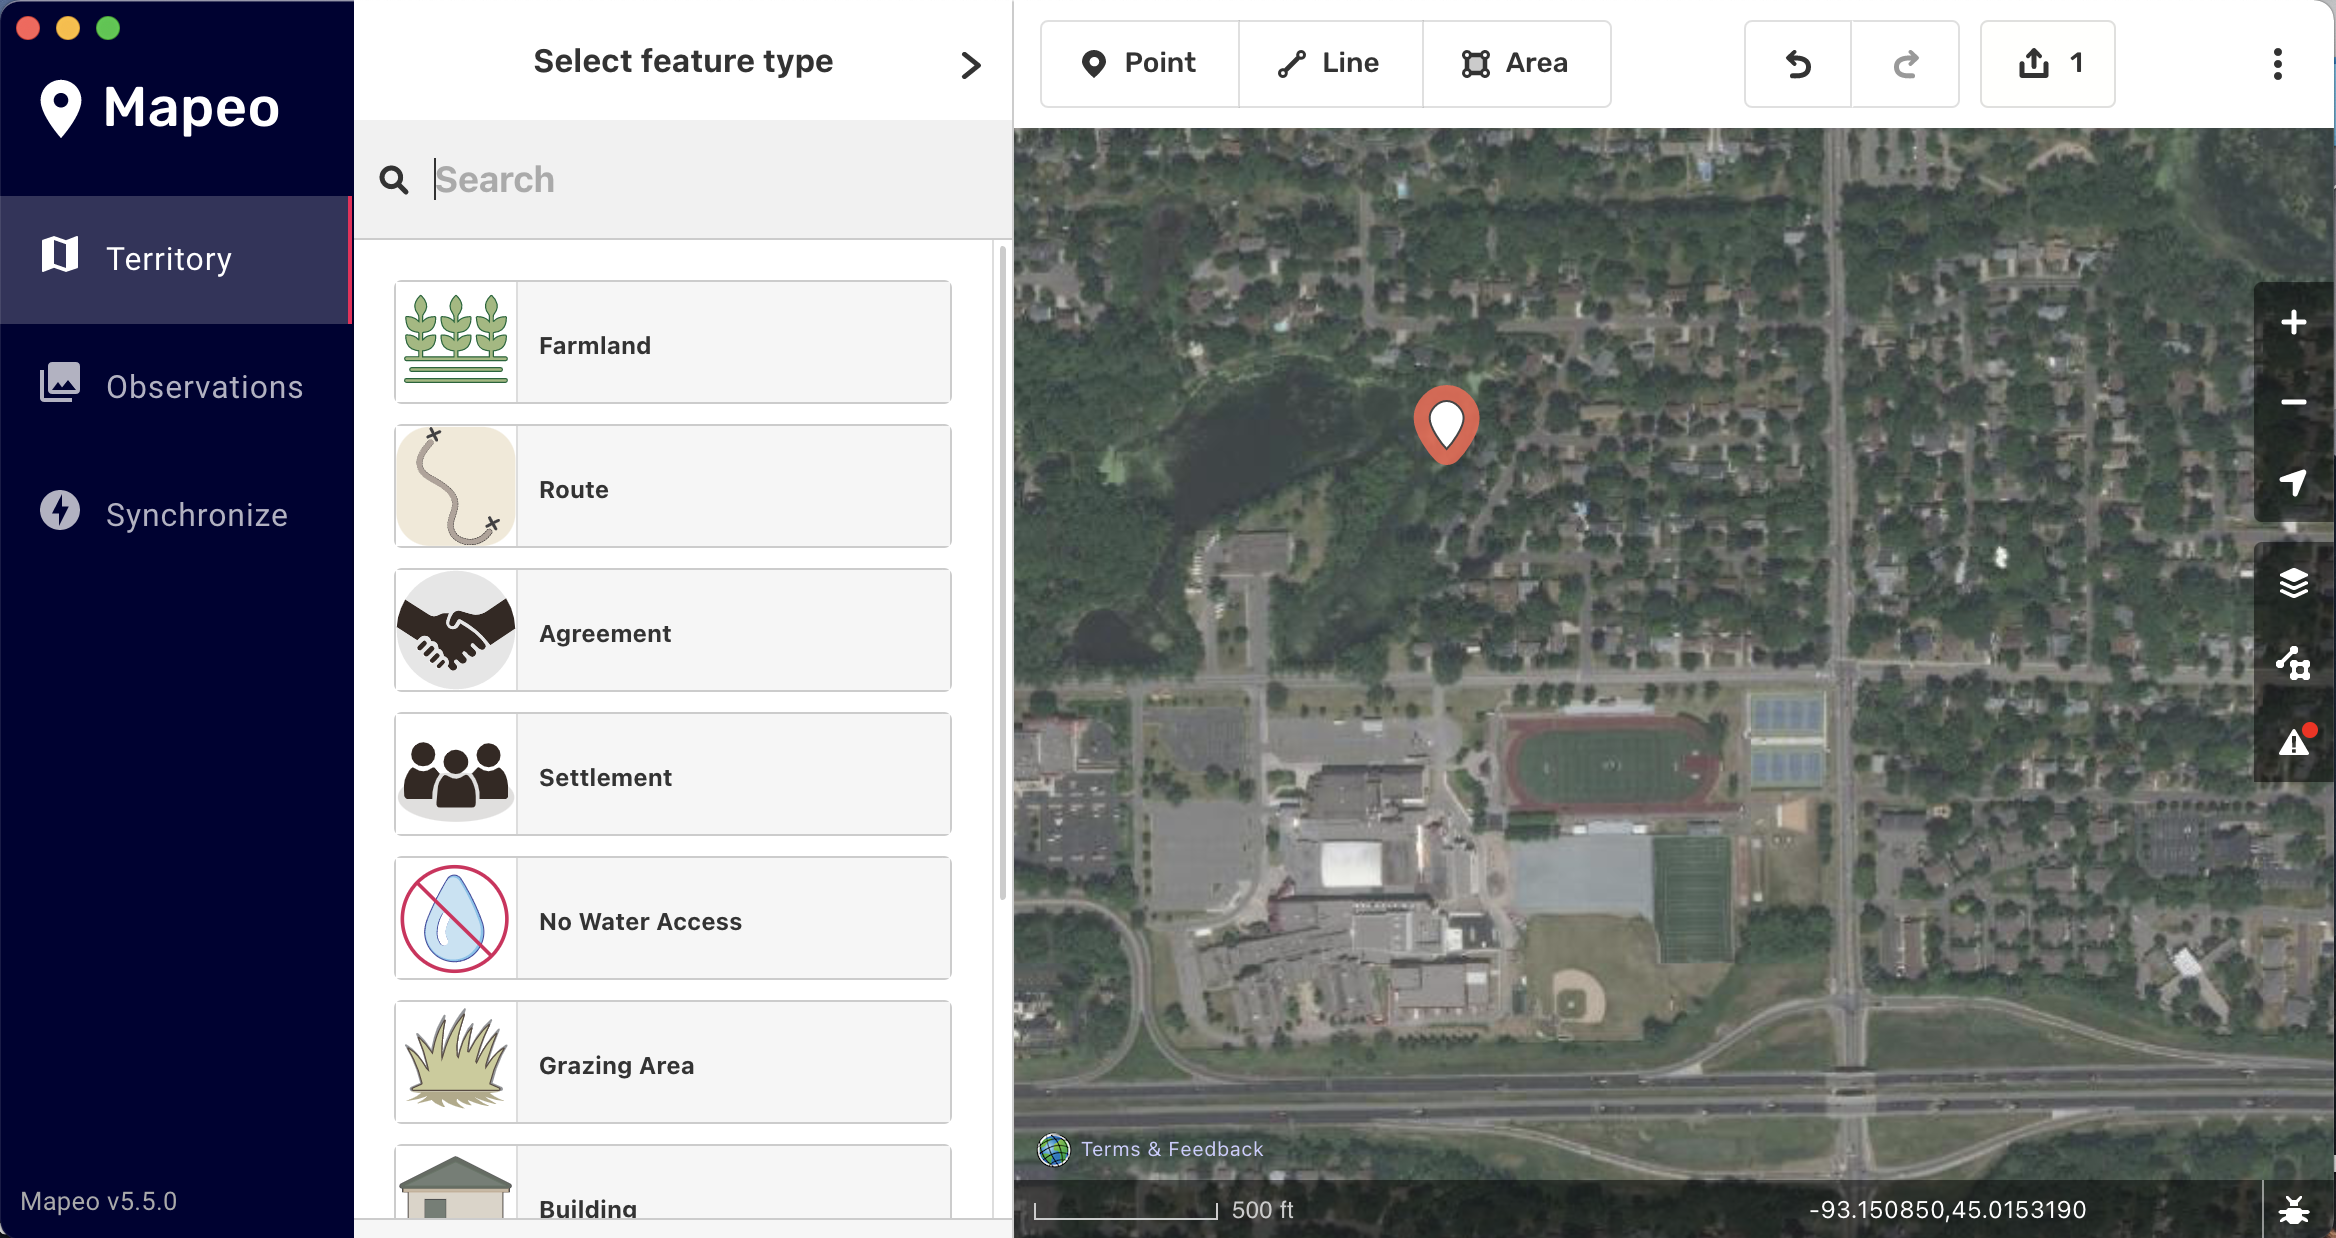 Mapeo
Territory
Observations
Synchronize
Mapeo v5.5.0
Select feature type
Search
Farmland
Route
Agreement
Settlement
No Water Access
Grazing Area
Building
Point
Line
Area
1
Terms & Feedback
500 ft
-93.150850,45.0153190